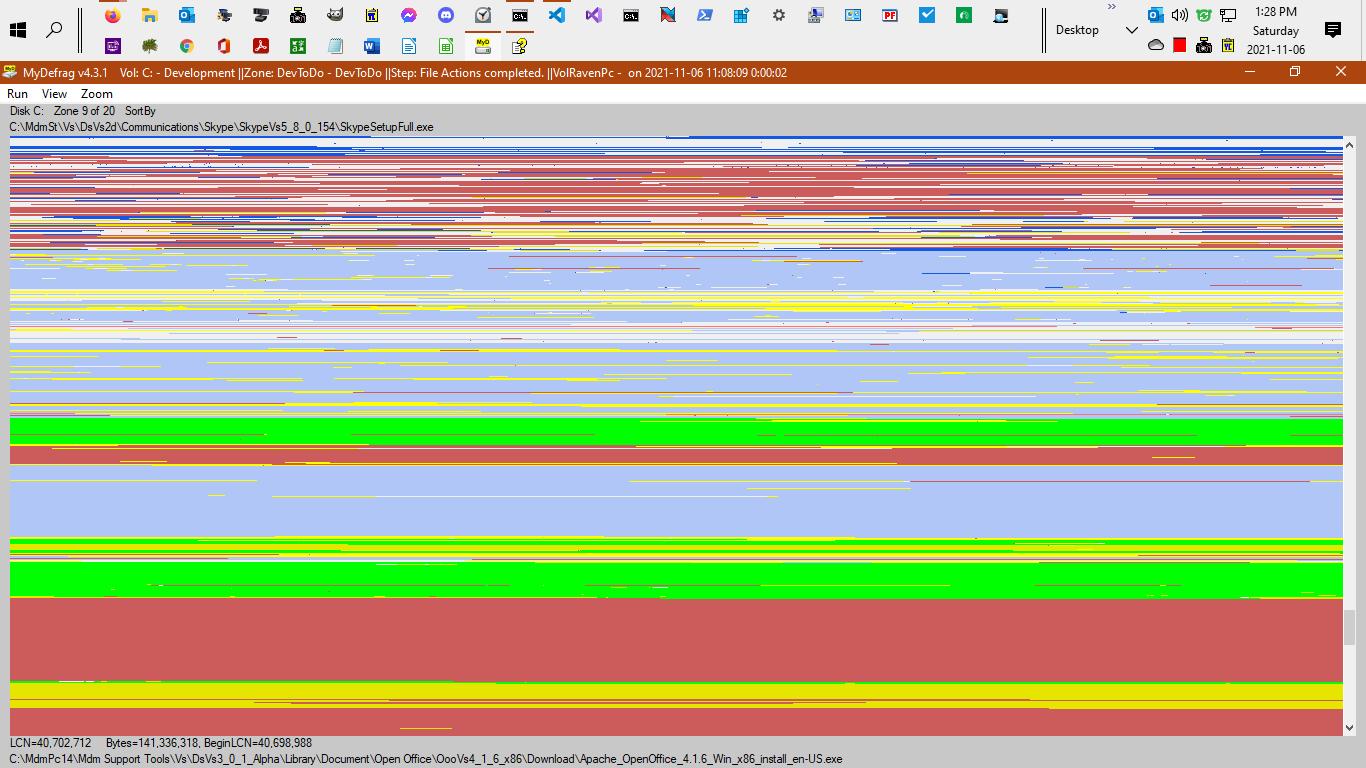 1:28 PM
Desktop
Saturday
2021-11-06
MyDefrag v4.3.1 Vol: C: - Development ||Zone: DevToDo - DevToDo ||Step: File Actions completed. ||VolRavenPc - on 2021-11-06 11:08:09 0:00:02
Run View Zoom
Disk C: Zone 9 of 20 SortBy
C:\MdmSt\Vs\DsVs2d\Communications\Skype\SkypeVs5_8_0_154\SkypeSetupFull.exe
LCN=40,702,712 Bytes=141,336,318, BeginLCN=40,698,988
C:\MdmPc14\Mdm Support Tools\Vs\DsVs3_0_1_Alpha\Library\Document\Open Office\OooVs4_1_6_x86\Download\Apache_OpenOffice_4.1.6_Win_x86_install_en-US.exe